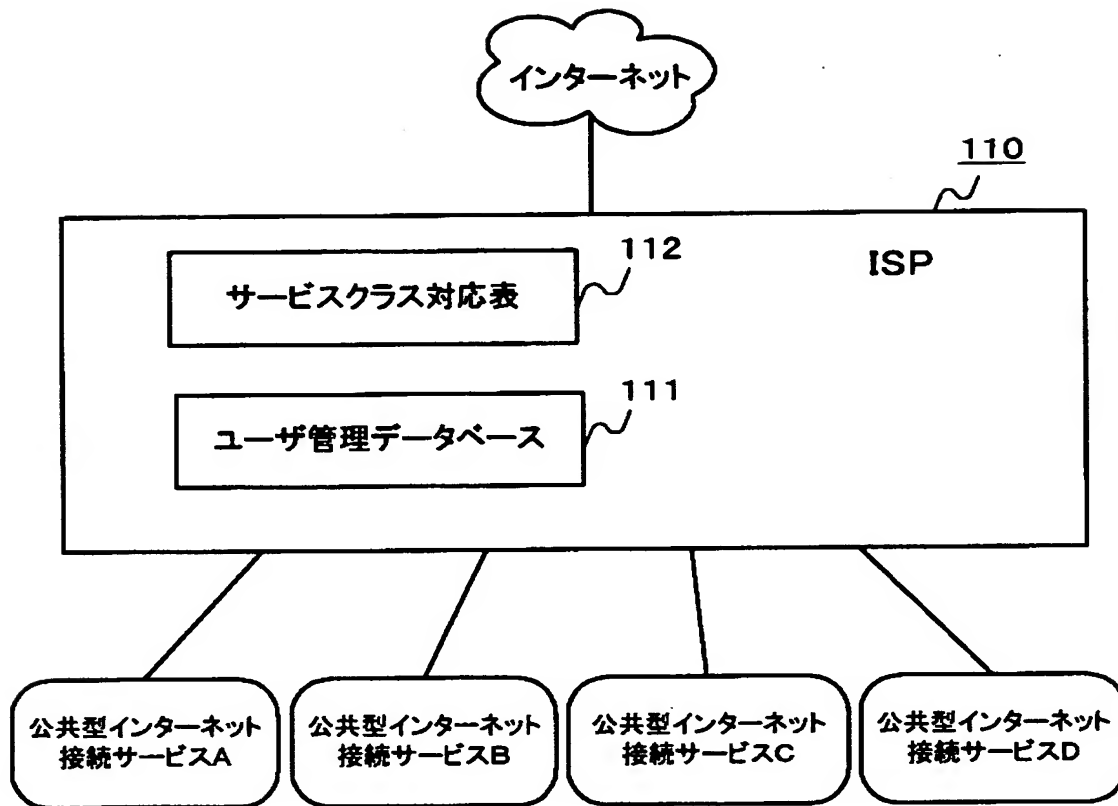 インターネット
110
ISP
112
サービスクラス対応表
111
ユーザ管理データベース
公共型インターネット
接続サービスA
公共型インターネット
接続サービスB
公共型インターネット
接続サービスC
公共型インターネット
接続サービスD